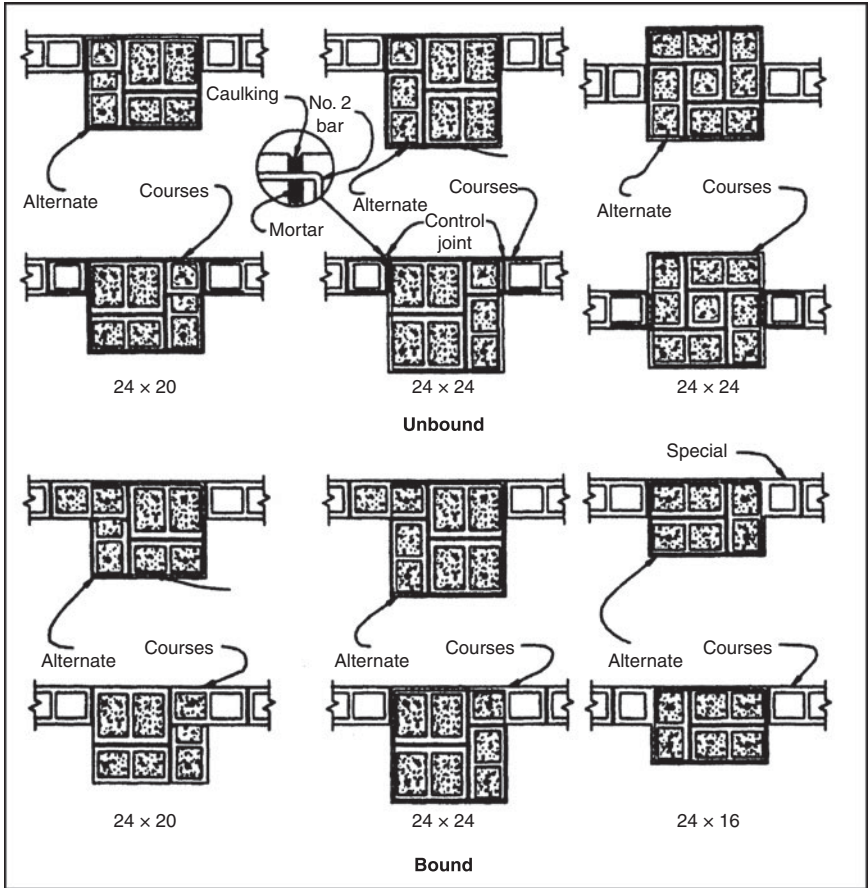 Caulking
No. 2
bar
Alternate
Courses
Mortar
Alternate
Control
joint
Courses
Alternate
Courses
24 × 20
24 × 24
24 × 24
Unbound
Special
Alternate
Courses
Alternate
Courses
Alternate
Courses
24 × 20
24 × 24
24 × 16
Bound